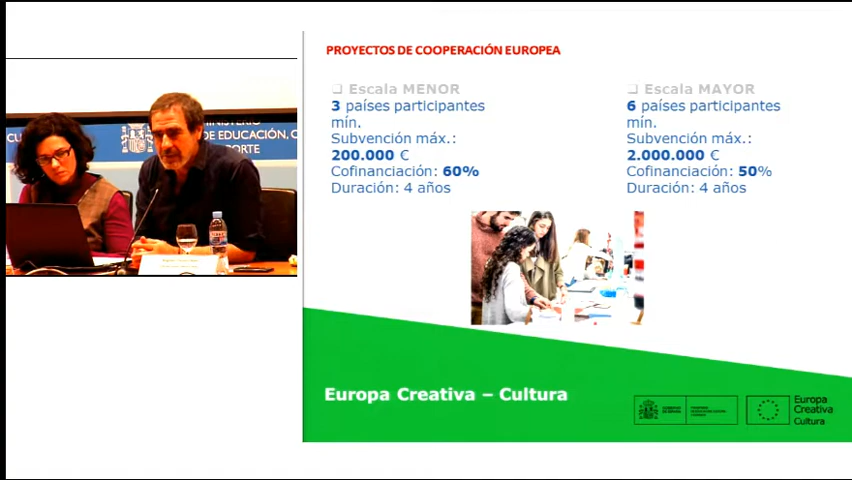 MINISTERIO
DE EDUCACIÓN, C
PORTE
CU
PROYECTOS DE COOPERACIÓN EUROPEA
❑ Escala MENOR
3 países participantes
mín.
Subvención máx.:
200.000 €
Cofinanciación: 60%
Duración: 4 años
❑ Escala MAYOR
6 países participantes
mín.
Subvención máx.:
2.000.000 €
Cofinanciación: 50%
Duración: 4 años
Europa Creativa – Cultura
Europa
Creativa
Cultura